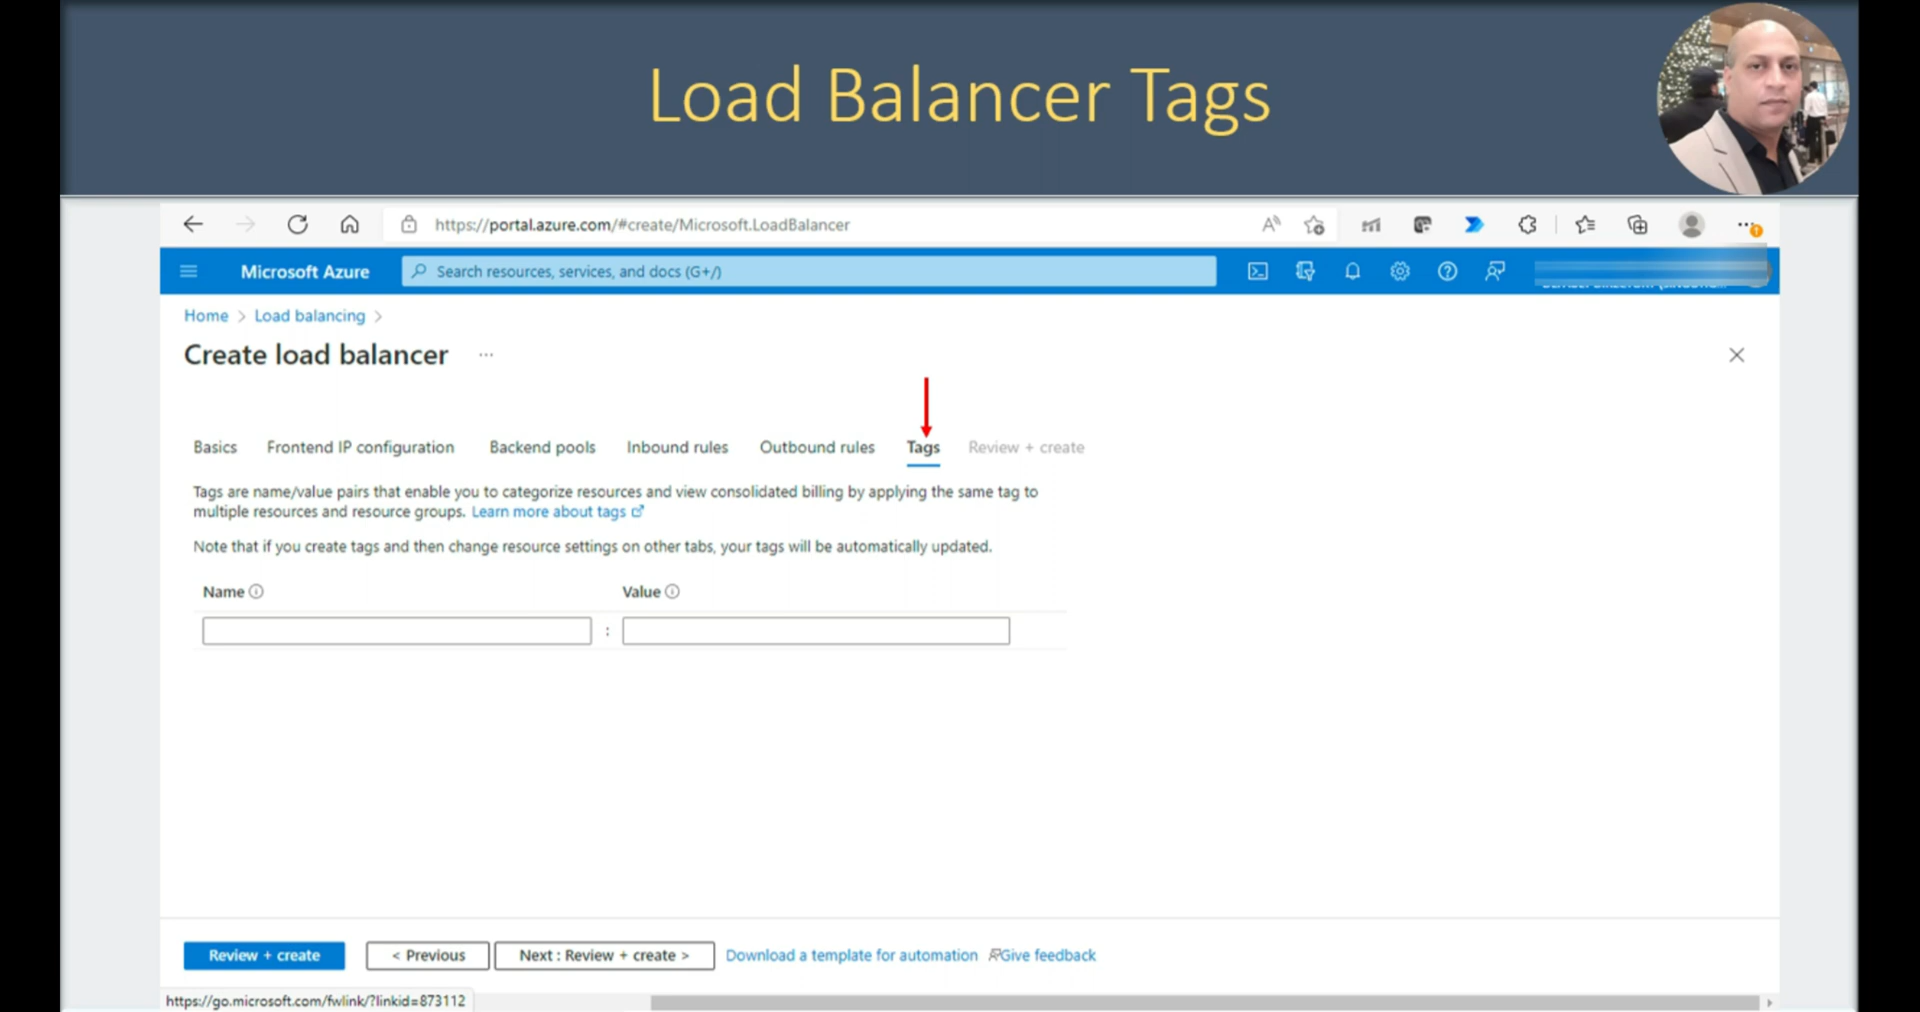 Load Balancer Tags
https://portal.azure.com/#create/Microsoft.LoadBalancer
Microsoft Azure
Search resources, services, and docs (G+/)
Home > Load balancing >
Create load balancer ...
Basics Frontend IP configuration Backend pools Inbound rules Outbound rules Tags Review + create
Tags are name/value pairs that enable you to categorize resources and view consolidated billing by applying the same tag to
multiple resources and resource groups. Learn more about tags
Note that if you create tags and then change resource settings on other tabs, your tags will be automatically updated.
Name Value
:
Review + create < Previous Next : Review + create > Download a template for automation Give feedback
https://go.microsoft.com/fwlink/?linkid=873112